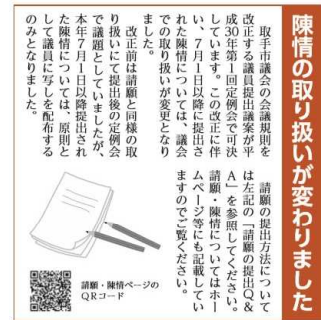 陳情の取り扱いが変わりました
取手市議会の会議規則を
改正する議員提出議案が平
成30年第1回定例会で可決
しています。この改正に伴
い、7月1日以降に提出さ
れた陳情については、議会
での取り扱いが変更となり
ました。
改正前は請願と同様の取
り扱いにて提出後の定例会
で議題としていましたが、
本年7月1日以降提出され
た陳情については、原則と
して議員に写しを配布する
のみとなりました。
請願の提出方法について
は左記の「請願の提出Q&
A」を参照してください。
請願・陳情についてはホー
ムページ等にも記載してい
ますのでご覧ください。
請願・陳情ページの
QRコード